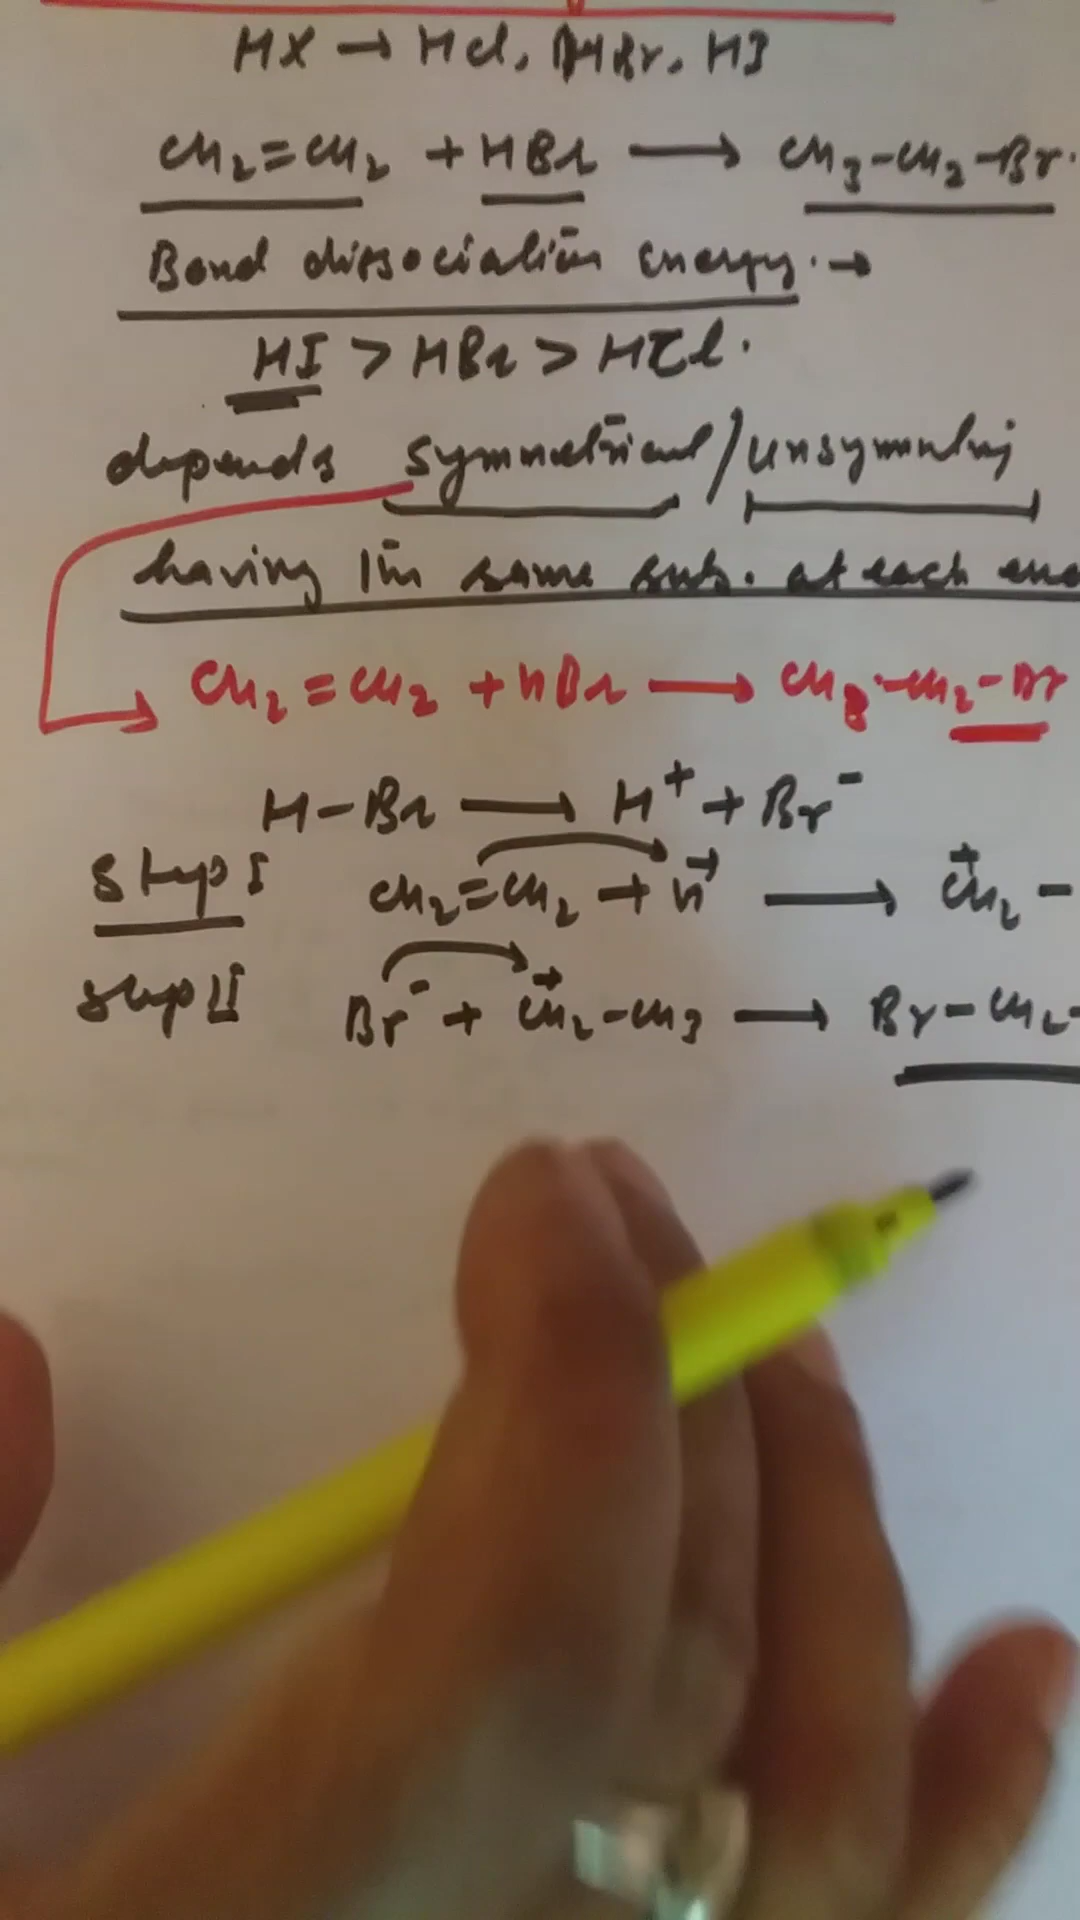 HX → HCl, HBr, HI
CH₂=CH₂ + HBr ⟶ CH₃-CH₂-Br.
Bond dissociation energy. →
HI > HBr > HCl.
depends symmetrical / unsymmetri
having the same sub. at each end
CH₂=CH₂ + HBr ⟶ CH₃-CH₂-Br
H-Br ⟶ H⁺ + Br⁻
Step I CH₂=CH₂ + H⁺ ⟶ C⁺H₂-
Step II Br⁻ + C⁺H₂-CH₃ ⟶ Br-CH₂-